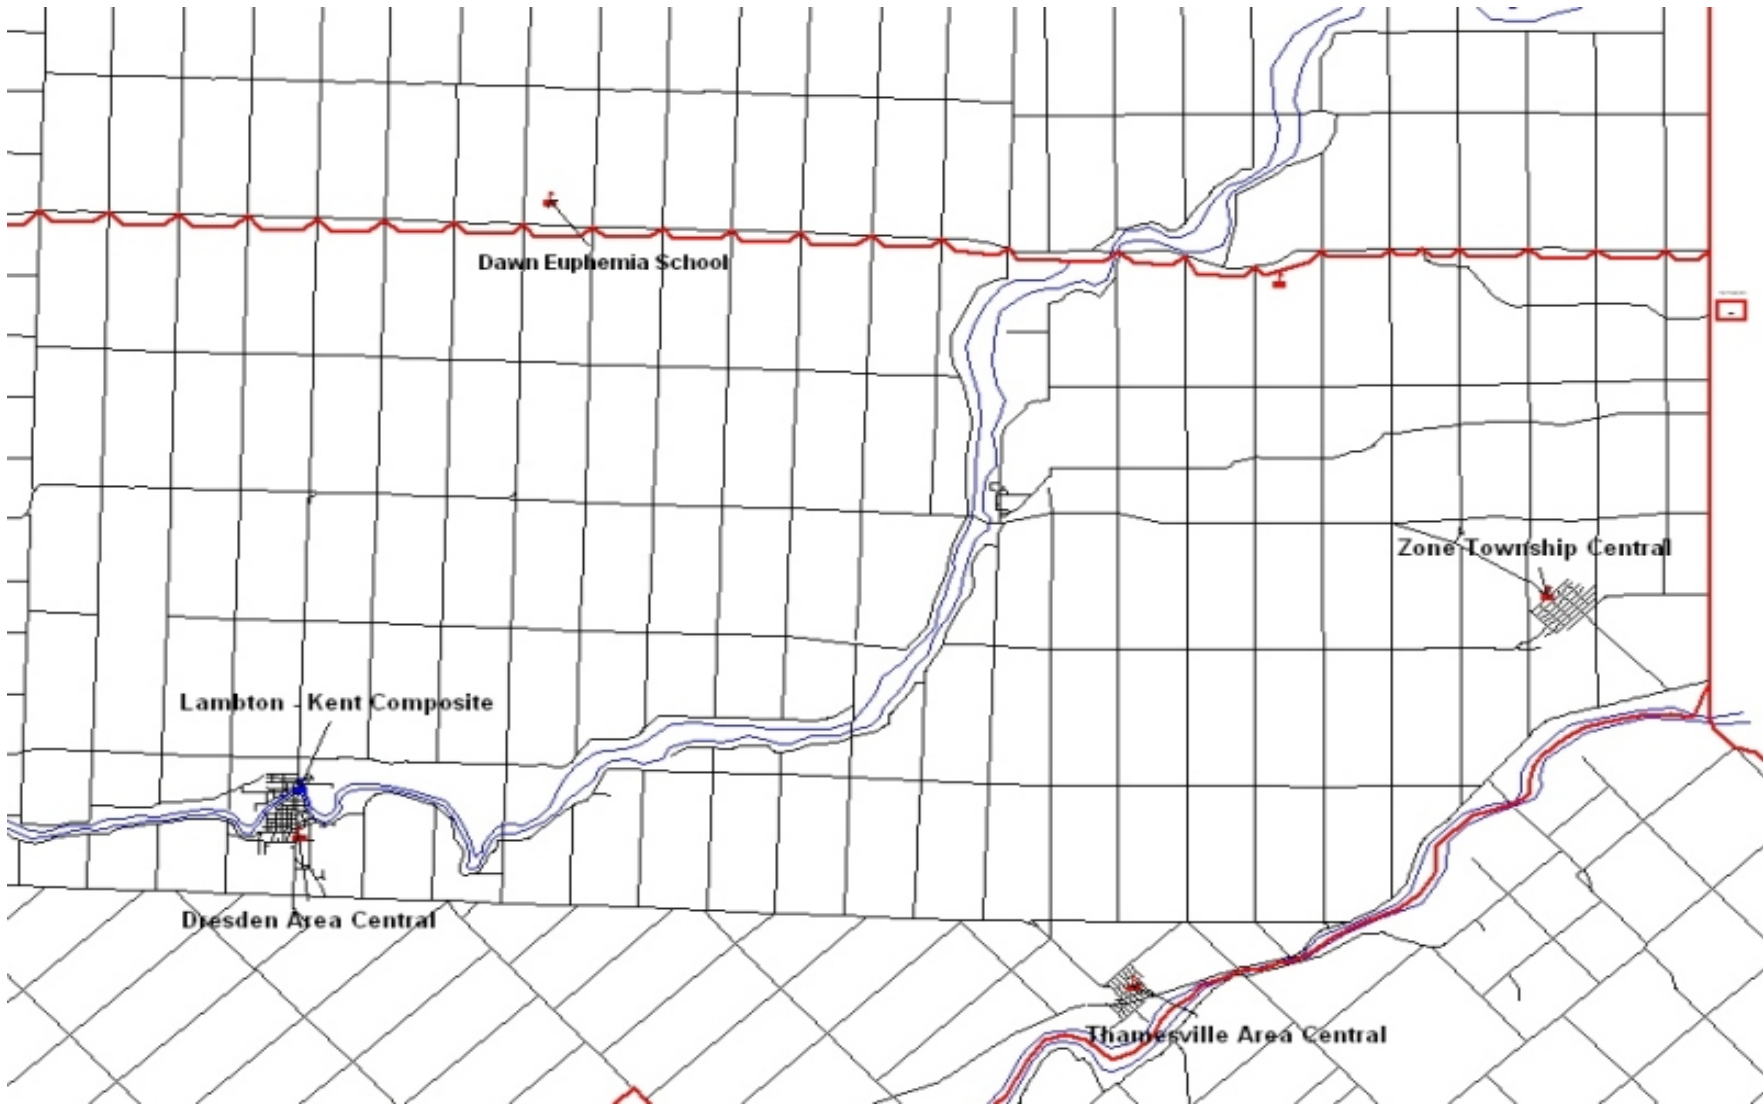 Dawn Euphemia School
Zone Township Central
Lambton - Kent Composite
Dresden Area Central
Thamesville Area Central